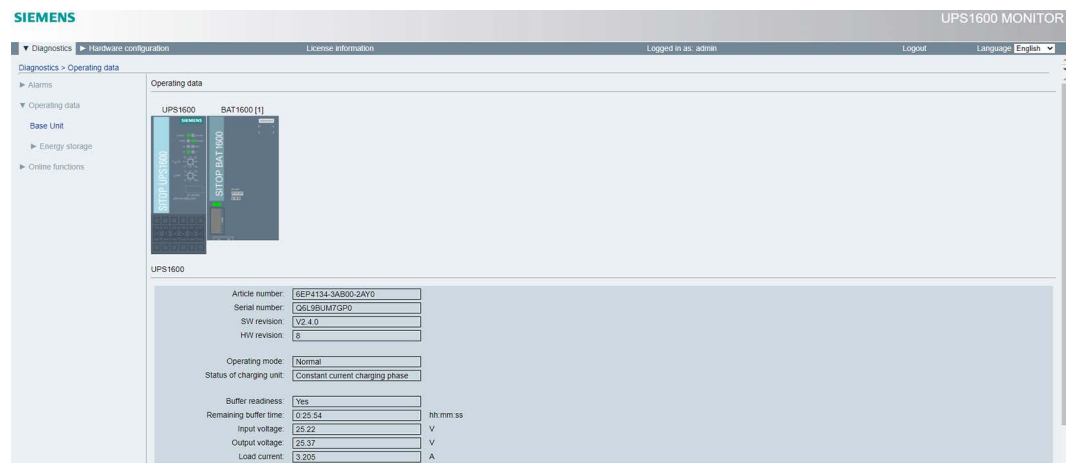 SIEMENS
UPS1600 MONITOR
▼ Diagnostics ► Hardware configuration License information Logged in as: admin Logout Language English
Diagnostics > Operating data
► Alarms
▼ Operating data
Base Unit
► Energy storage
► Online functions
Operating data
UPS1600 BAT1600 [1]
SIEMENS
SITOP UPS1600
SITOP BAT1600
UPS1600
Article number: 6EP4134-3AB00-2AY0
Serial number: Q6L9BUM7GP0
SW revision: V2.4.0
HW revision: 8
Operating mode: Normal
Status of charging unit: Constant current charging phase
Buffer readiness: Yes
Remaining buffer time: 0:25:54 hh:mm:ss
Input voltage: 25.22 V
Output voltage: 25.37 V
Load current: 3.205 A